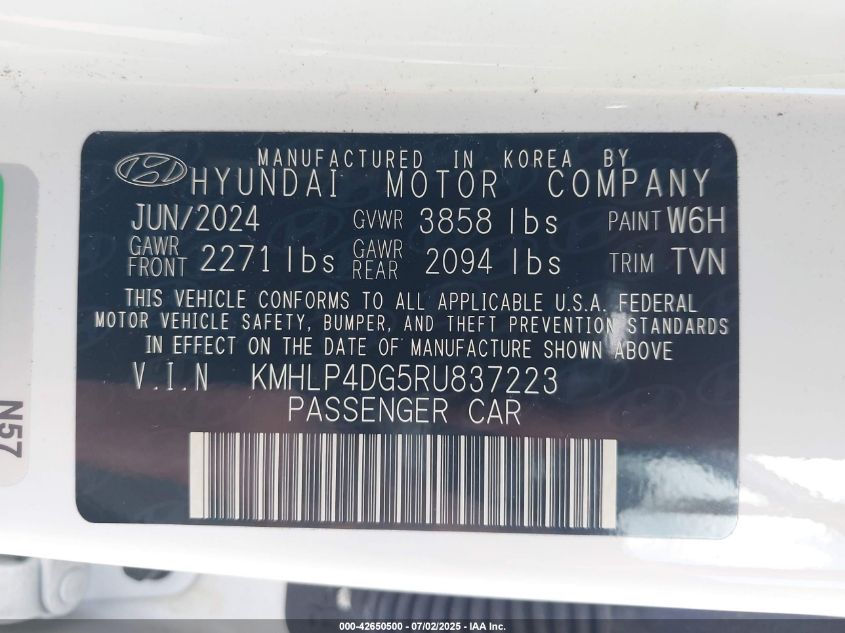 MANUFACTURED IN KOREA BY
HYUNDAI MOTOR COMPANY
JUN/2024 GVWR 3858 lbs PAINT W6H
GAWR FRONT 2271 lbs GAWR REAR 2094 lbs TRIM TVN
THIS VEHICLE CONFORMS TO ALL APPLICABLE U.S.A. FEDERAL
MOTOR VEHICLE SAFETY, BUMPER, AND THEFT PREVENTION STANDARDS
IN EFFECT ON THE DATE OF MANUFACTURE SHOWN ABOVE
V.I.N KMHLP4DG5RU837223
PASSENGER CAR
N57
000-42650500 - 07/02/2025 - IAA Inc.